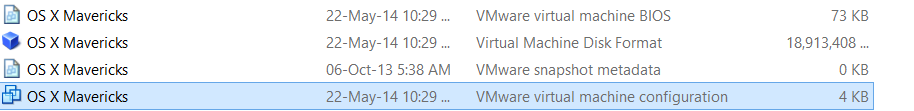 OS X Mavericks 22-May-14 10:29 ... VMware virtual machine BIOS 73 KB
OS X Mavericks 22-May-14 10:29 ... Virtual Machine Disk Format 18,913,408 ...
OS X Mavericks 06-Oct-13 5:38 AM VMware snapshot metadata 0 KB
OS X Mavericks 22-May-14 10:29 ... VMware virtual machine configuration 4 KB